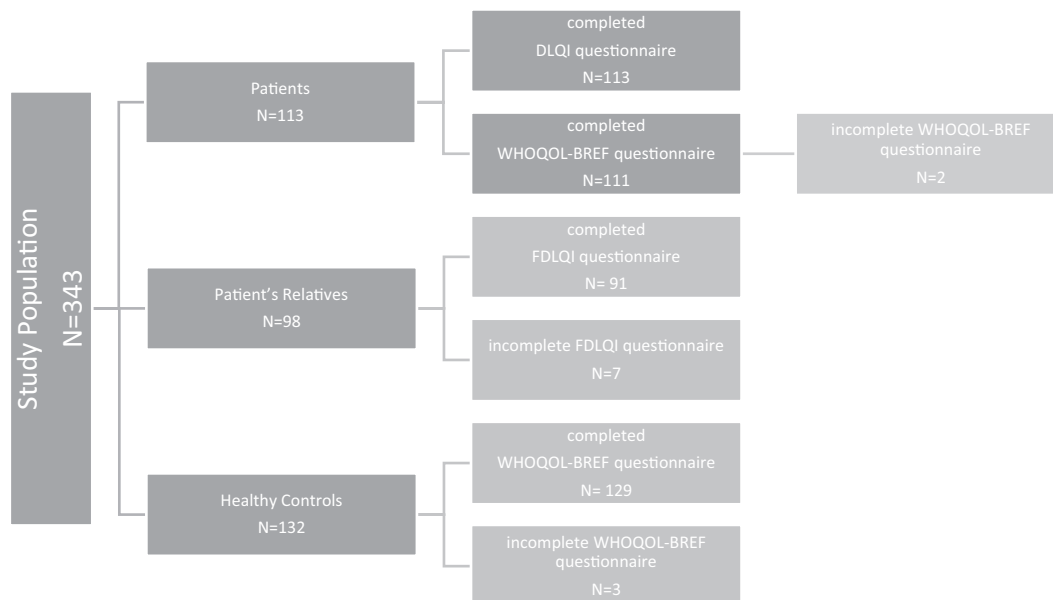 Study Population
N=343
Patients
N=113
completed
DLQI questionnaire
N=113
completed
WHOQOL-BREF questionnaire
N=111
incomplete WHOQOL-BREF
questionnaire
N=2
Patient’s Relatives
N=98
completed
FDLQI questionnaire
N= 91
incomplete FDLQI questionnaire
N=7
Healthy Controls
N=132
completed
WHOQOL-BREF questionnaire
N= 129
incomplete WHOQOL-BREF
questionnaire
N=3